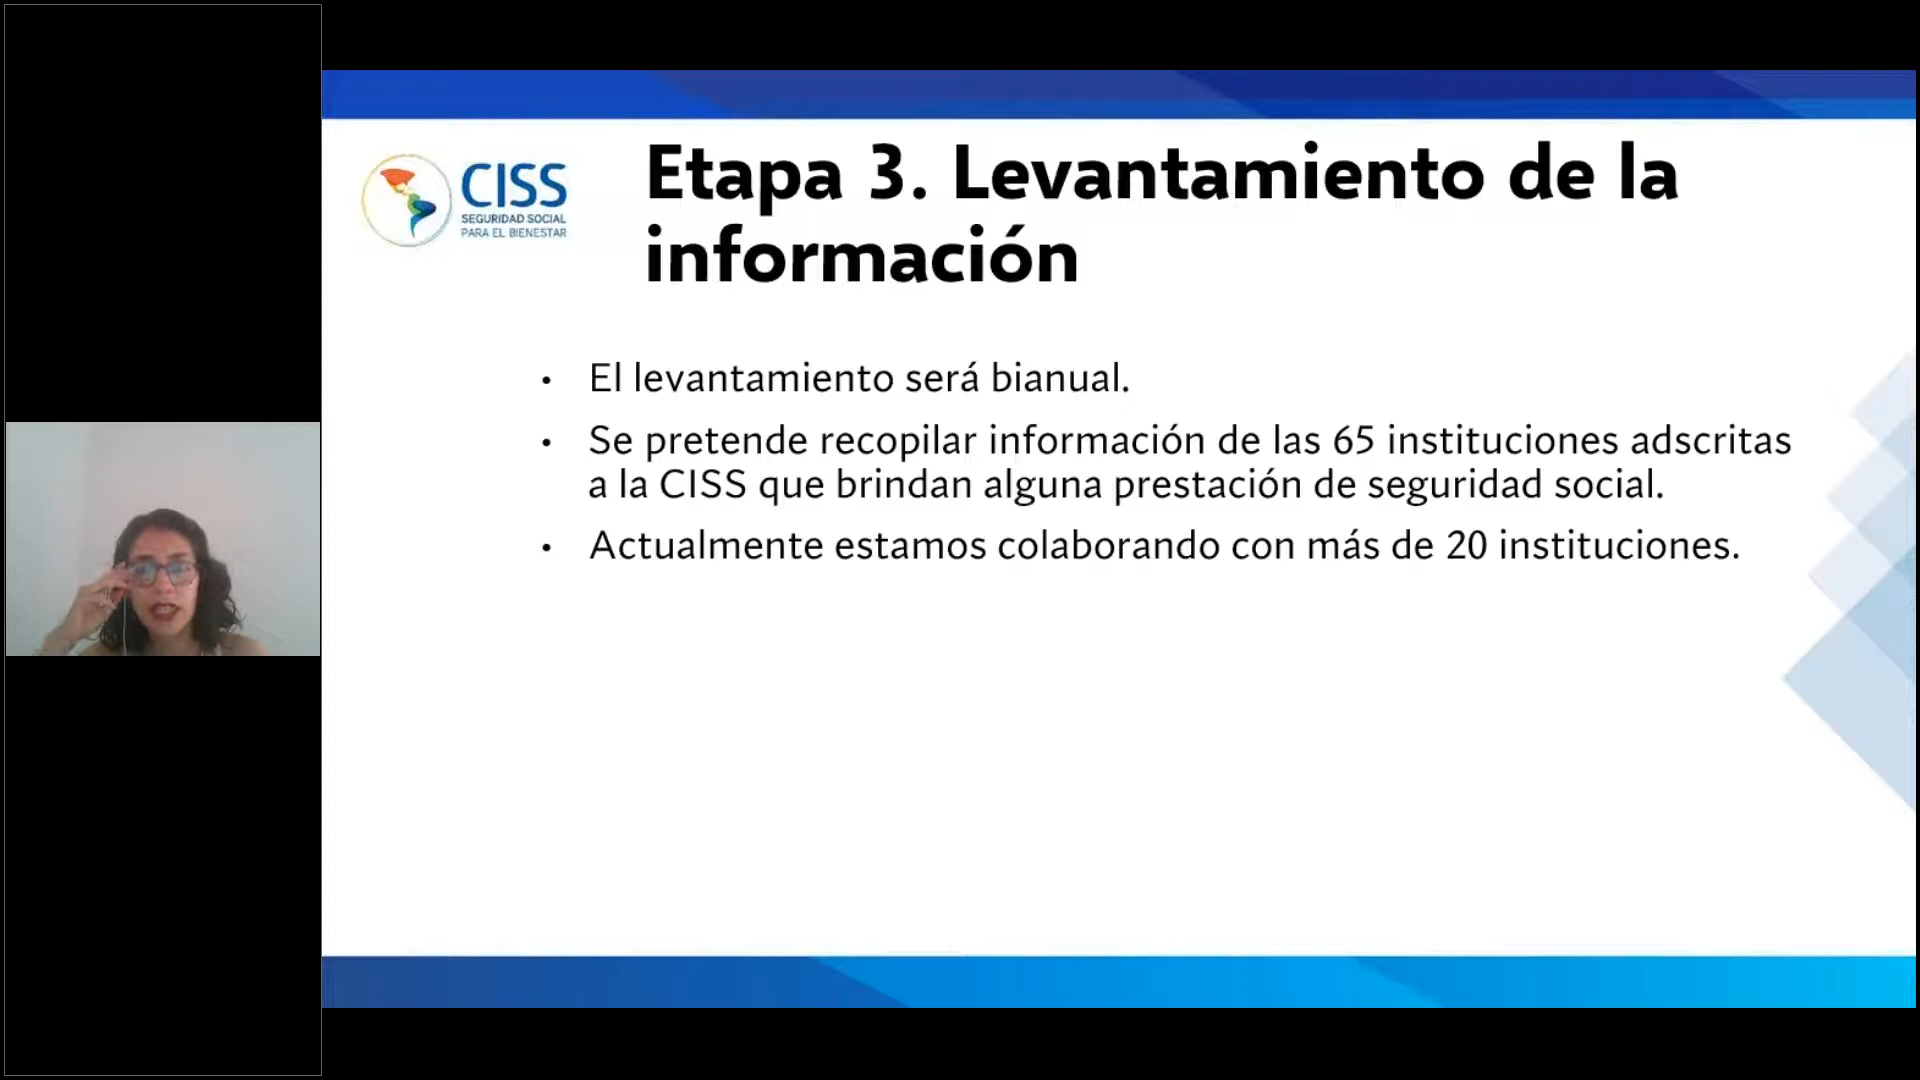 CISS
SEGURIDAD SOCIAL
PARA EL BIENESTAR
Etapa 3. Levantamiento de la
información
• El levantamiento será bianual.
• Se pretende recopilar información de las 65 instituciones adscritas
a la CISS que brindan alguna prestación de seguridad social.
• Actualmente estamos colaborando con más de 20 instituciones.